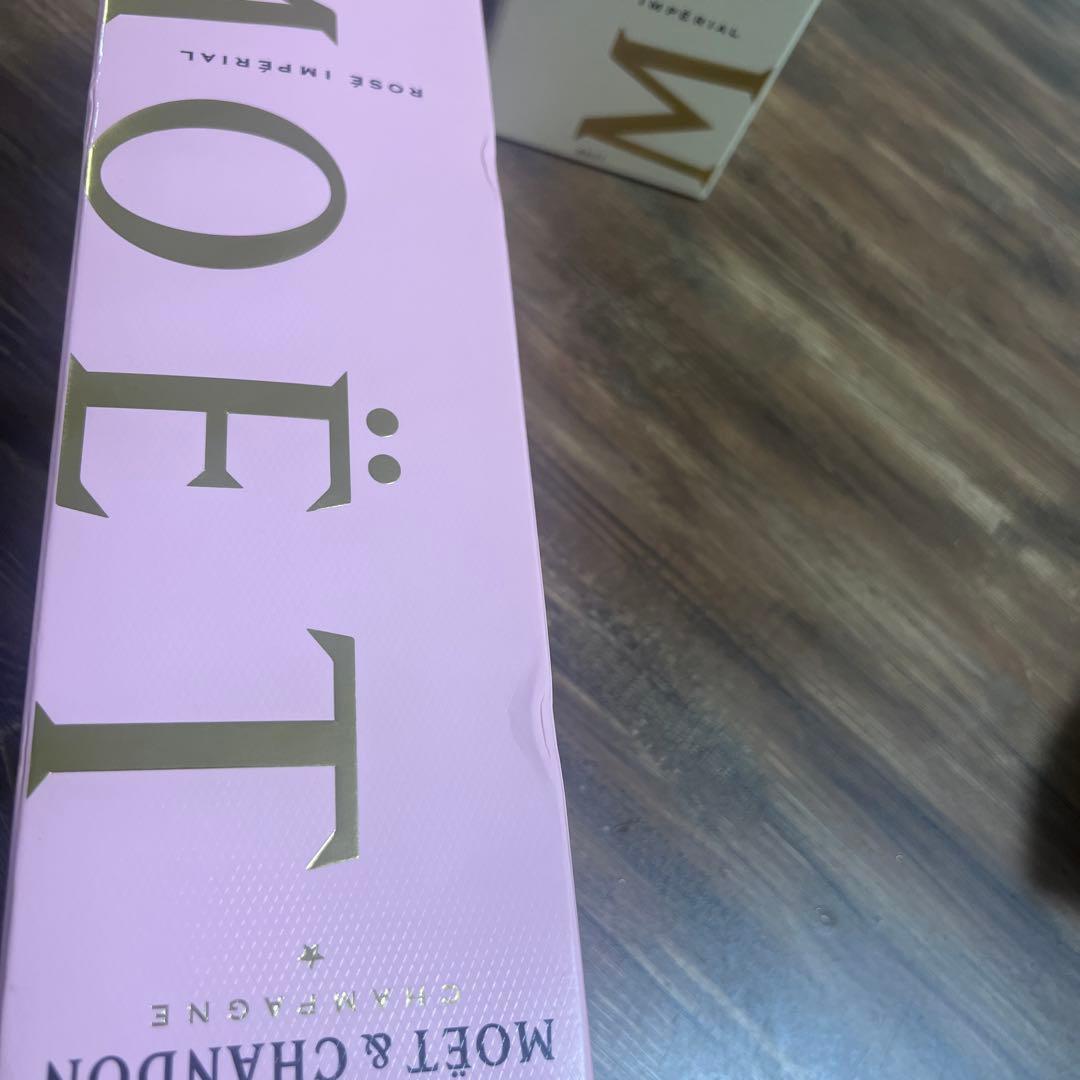 MOËT & CHANDON
CHAMPAGNE
MOËT
ROSÉ IMPÉRIAL
IMPÉRIAL
M